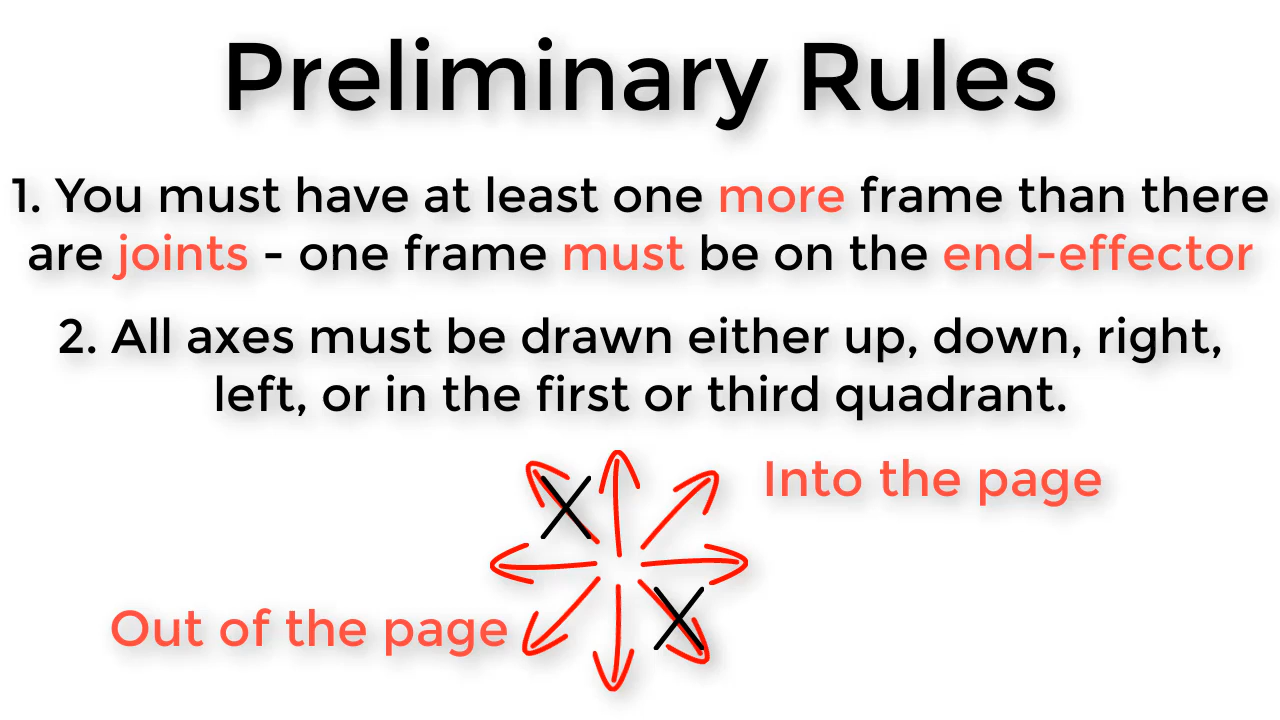 Preliminary Rules
1. You must have at least one more frame than there
are joints - one frame must be on the end-effector
2. All axes must be drawn either up, down, right,
left, or in the first or third quadrant.
Into the page
Out of the page